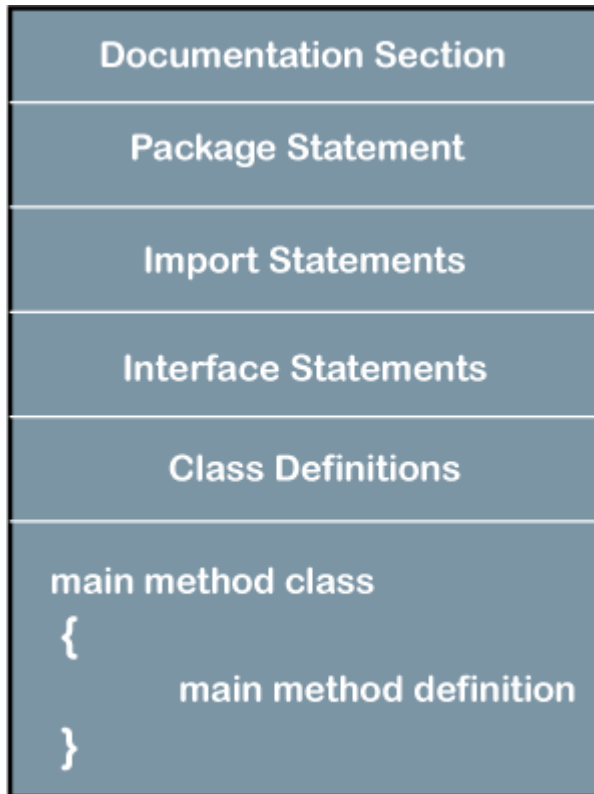 Documentation Section
Package Statement
Import Statements
Interface Statements
Class Definitions
main method class
{
main method definition
}